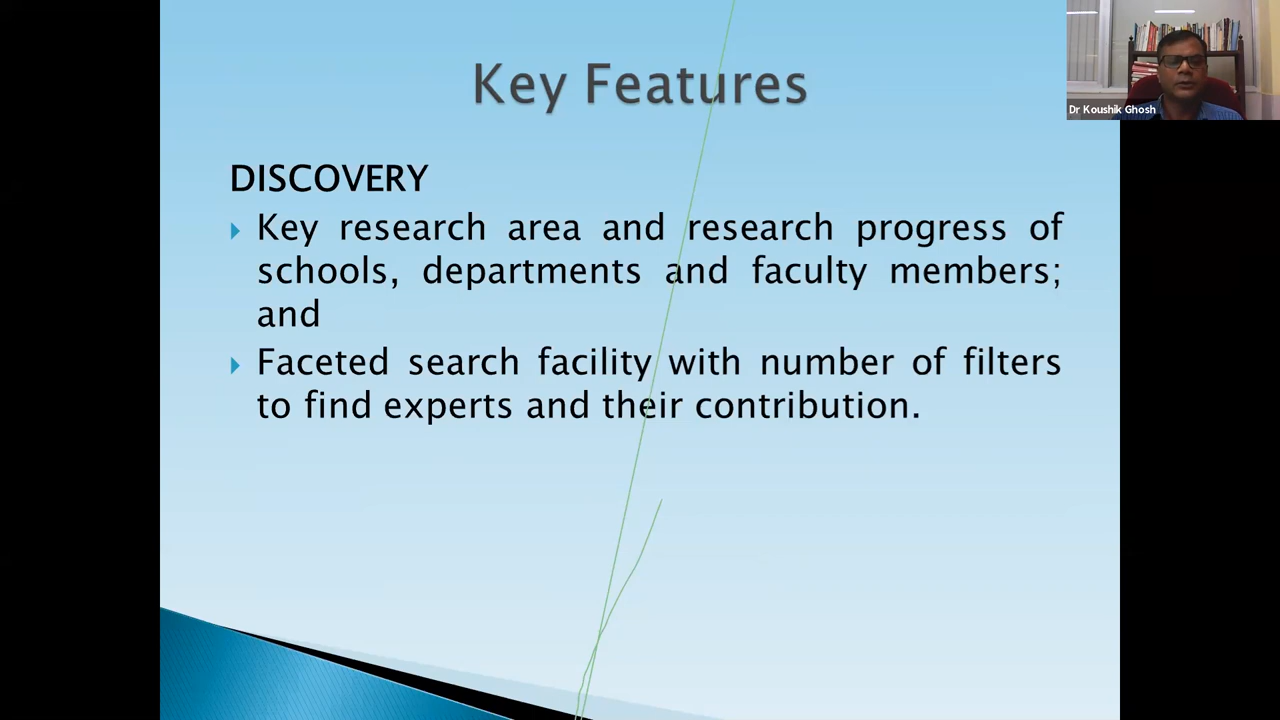 Key Features
Dr Koushik Ghosh
DISCOVERY
Key research area and research progress of
schools, departments and faculty members;
and
Faceted search facility with number of filters
to find experts and their contribution.